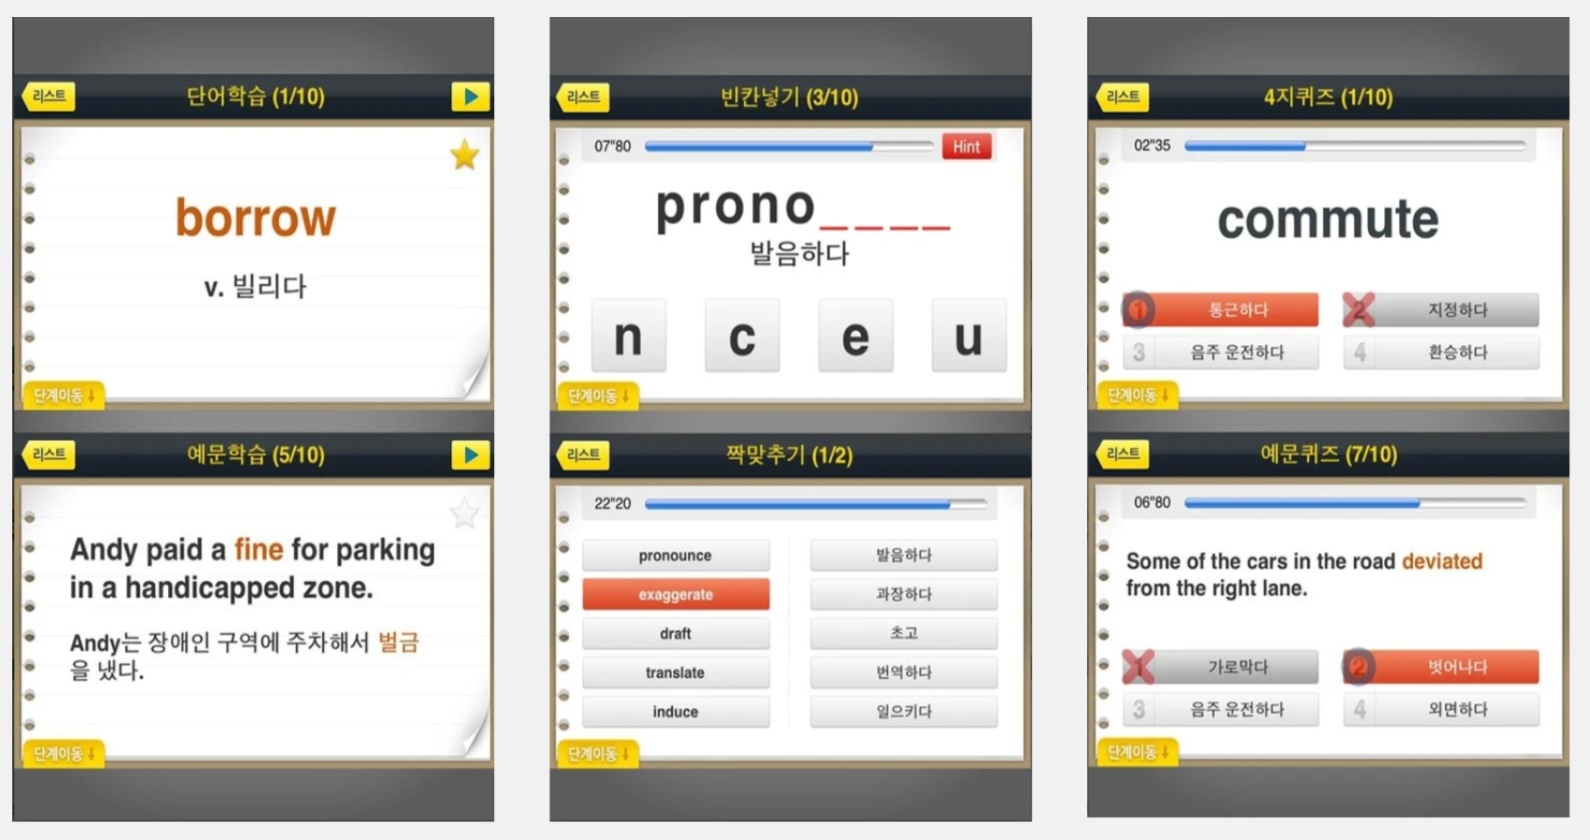 리스트
단어학습 (1/10)
borrow
v. 빌리다
단계이동
리스트
예문학습 (5/10)
Andy paid a fine for parking
in a handicapped zone.
Andy는 장애인 구역에 주차해서 벌금
을 냈다.
단계이동
리스트
빈칸넣기 (3/10)
07"80
Hint
prono_ _ _ _
발음하다
n c e u
단계이동
리스트
짝맞추기 (1/2)
22"20
pronounce 발음하다
exaggerate 과장하다
draft 초고
translate 번역하다
induce 일으키다
단계이동
리스트
4지퀴즈 (1/10)
02"35
commute
1 통근하다 2 지정하다
3 음주 운전하다 4 환승하다
단계이동
리스트
예문퀴즈 (7/10)
06"80
Some of the cars in the road deviated
from the right lane.
1 가로막다 2 벗어나다
3 음주 운전하다 4 외면하다
단계이동